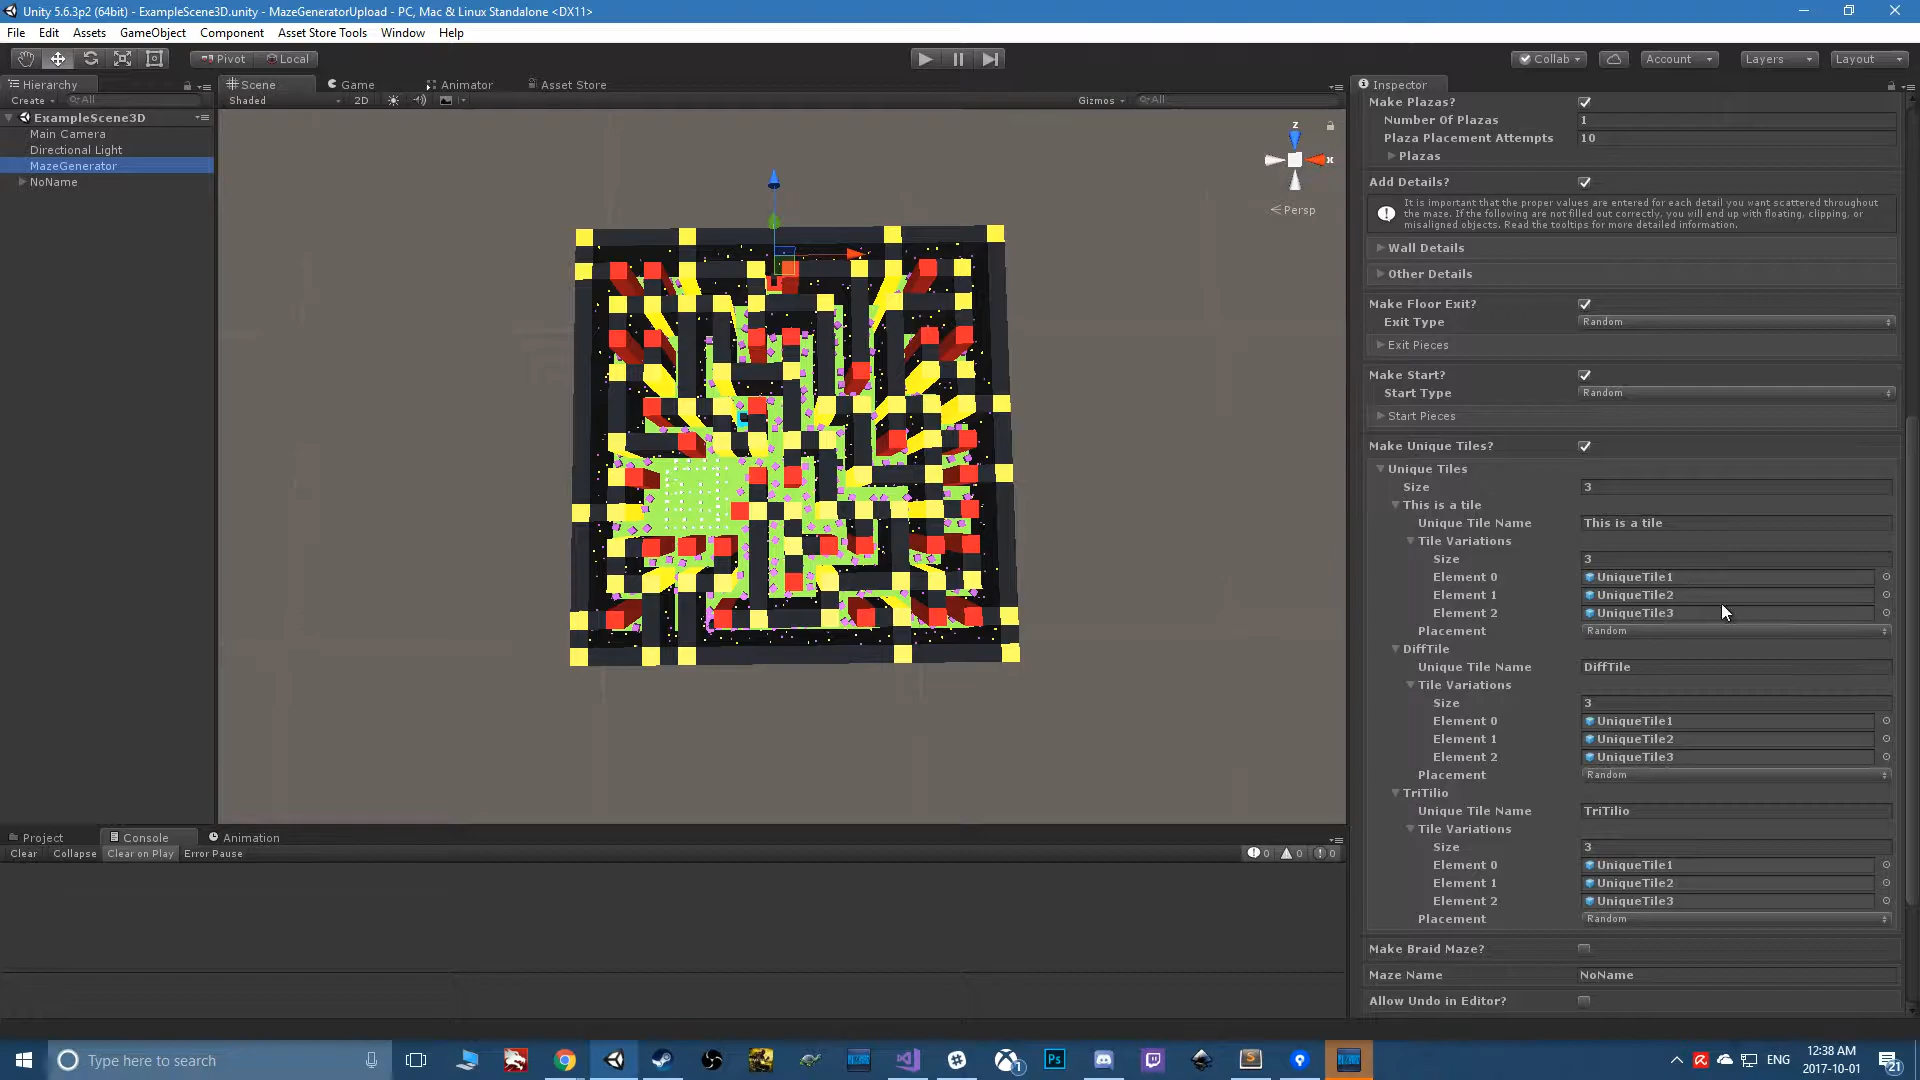 Unity 5.6.3p2 (64bit) - ExampleScene3D.unity - MazeGeneratorUpload - PC, Mac & Linux Standalone <DX11>
File Edit Assets GameObject Component Asset Store Tools Window Help
Pivot Local Collab Account Layers Layout
Hierarchy Scene Game Animator Asset Store Inspector
Create All Shaded 2D Gizmos All
Make Plazas?
ExampleScene3D
Number Of Plazas 1
Main Camera
Plaza Placement Attempts 10
Directional Light
Plazas
MazeGenerator
NoName
z
x
Persp
Add Details?
It is important that the proper values are entered for each detail you want scattered throughout
the maze. If the following are not filled out correctly, you will end up with floating, clipping, or
misaligned objects. Read the tooltips for more detailed information.
Wall Details
Other Details
Make Floor Exit?
Exit Type Random
Exit Pieces
Make Start?
Start Type Random
Start Pieces
Make Unique Tiles?
Unique Tiles
Size 3
This is a tile
Unique Tile Name This is a tile
Tile Variations
Size 3
Element 0 UniqueTile1
Element 1 UniqueTile2
Element 2 UniqueTile3
Placement Random
DiffTile
Unique Tile Name DiffTile
Tile Variations
Size 3
Element 0 UniqueTile1
Element 1 UniqueTile2
Element 2 UniqueTile3
Placement Random
TriTilio
Unique Tile Name TriTilio
Tile Variations
Size 3
Element 0 UniqueTile1
Element 1 UniqueTile2
Element 2 UniqueTile3
Placement Random
Make Braid Maze?
Maze Name NoName
Allow Undo in Editor?
Project Console Animation
Clear Collapse Clear on Play Error Pause 0 0 0
Type here to search
Ps
1
ENG
12:38 AM
2017-10-01
21